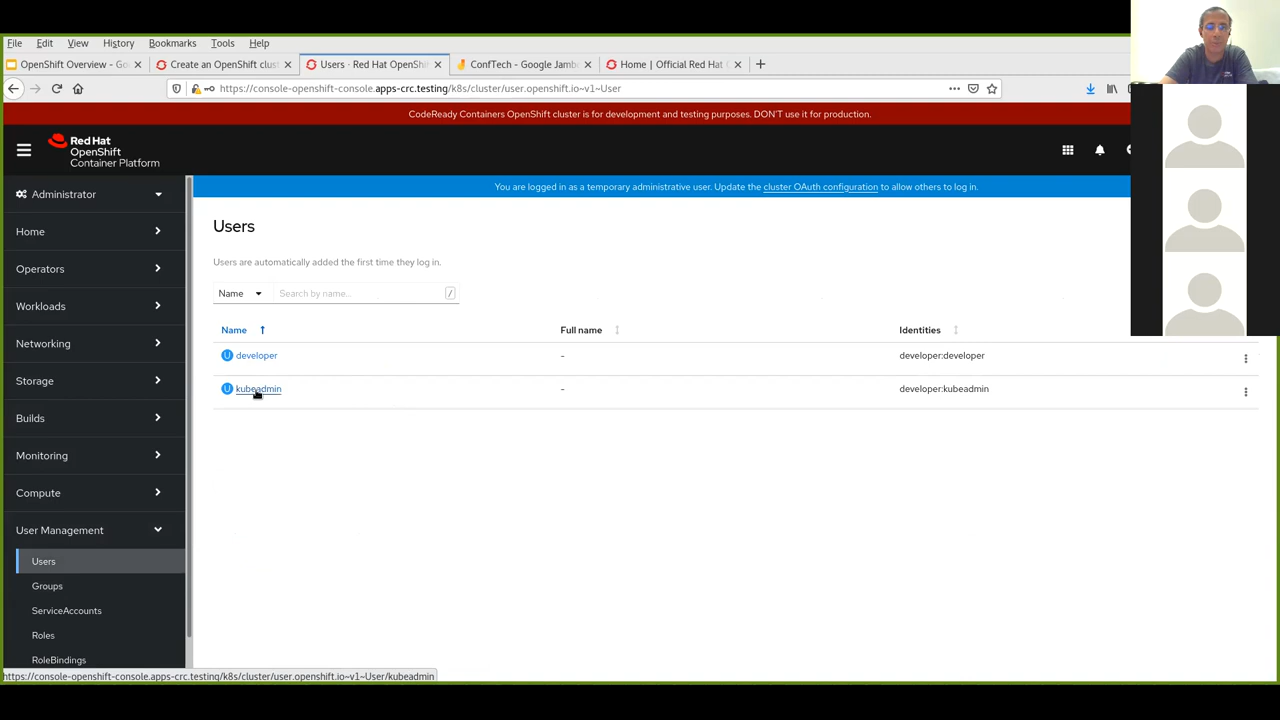 File Edit View History Bookmarks Tools Help
OpenShift Overview - Go
Create an OpenShift clust
Users · Red Hat OpenShi
ConfTech - Google Jamb
Home | Official Red Hat O
https://console-openshift-console.apps-crc.testing/k8s/cluster/user.openshift.io~v1~User
CodeReady Containers OpenShift cluster is for development and testing purposes. DON'T use it for production.
Red Hat
OpenShift
Container Platform
You are logged in as a temporary administrative user. Update the cluster OAuth configuration to allow others to log in.
Administrator
Home
Operators
Workloads
Networking
Storage
Builds
Monitoring
Compute
User Management
Users
Groups
ServiceAccounts
Roles
RoleBindings
Users
Users are automatically added the first time they log in.
Name Search by name... /
Name Full name Identities
U developer - developer:developer
U kubeadmin - developer:kubeadmin
https://console-openshift-console.apps-crc.testing/k8s/cluster/user.openshift.io~v1~User/kubeadmin